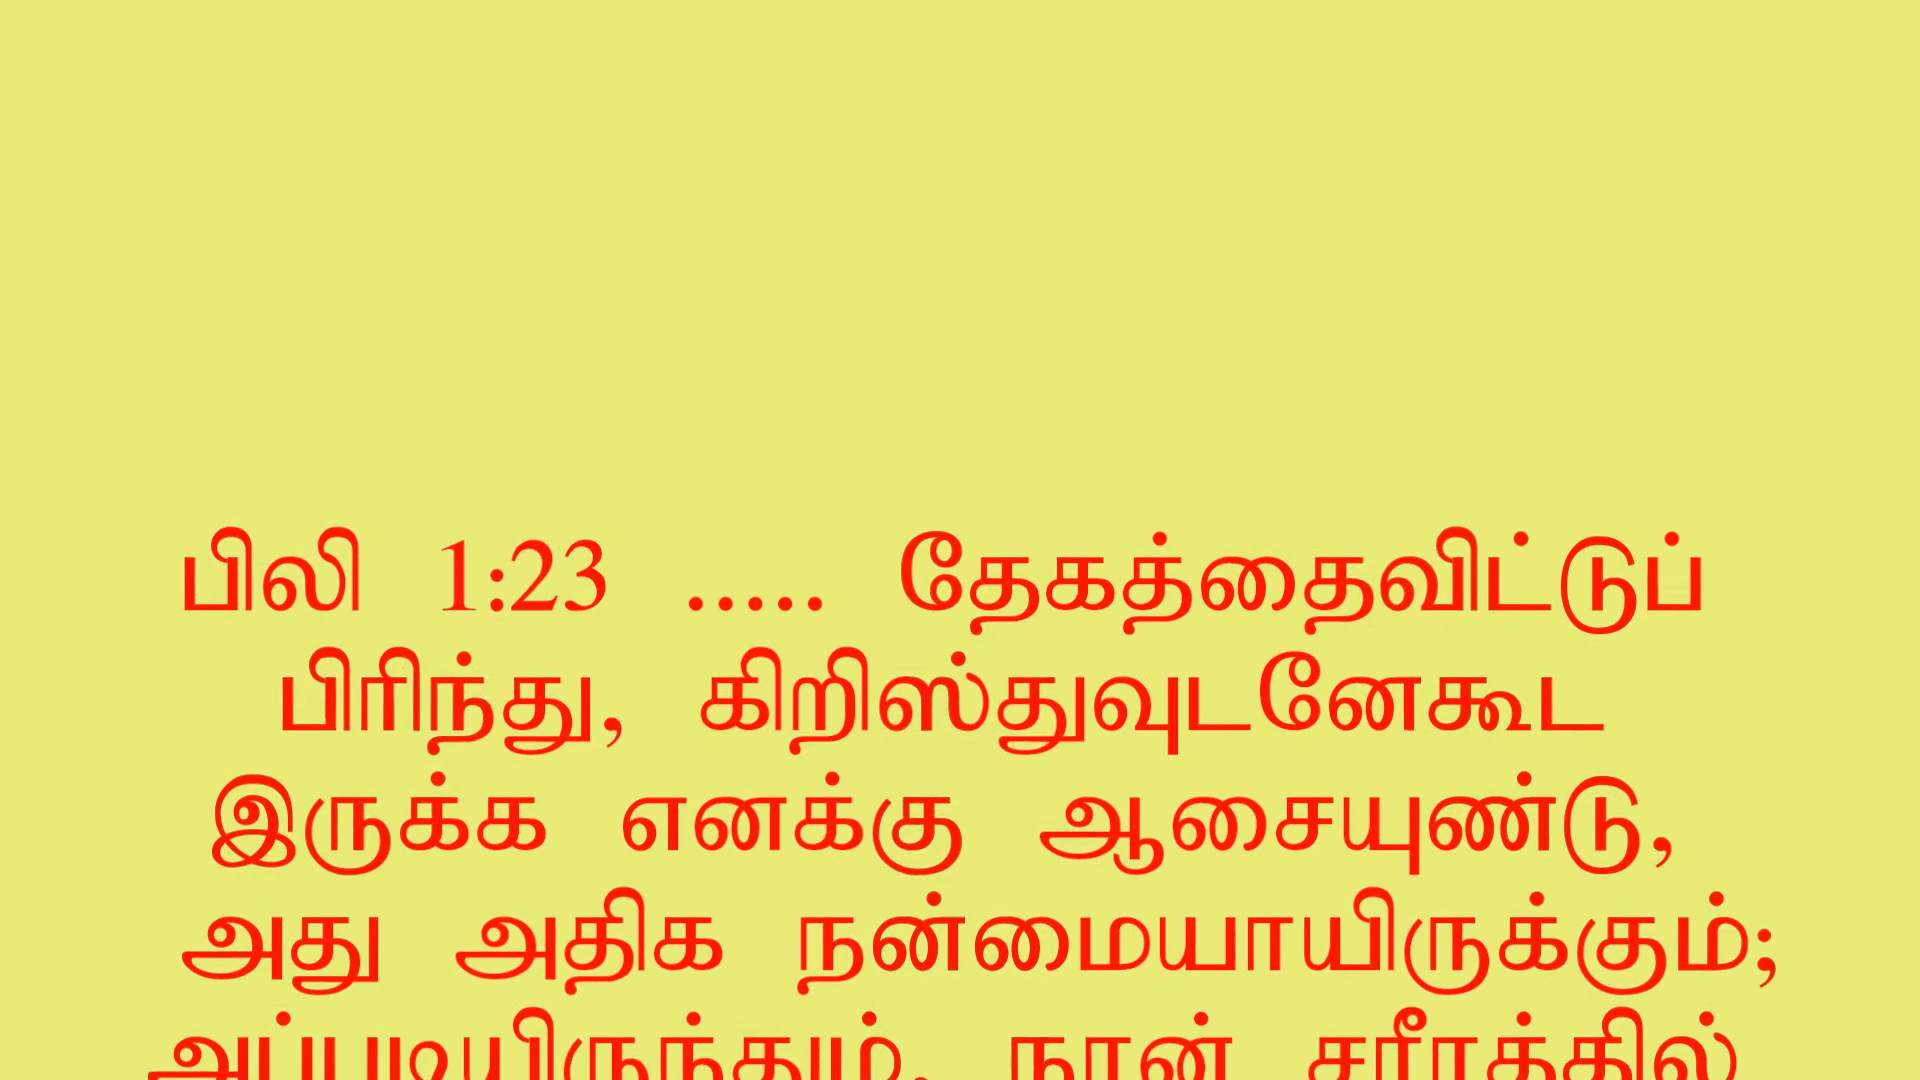 பிலி 1:23 ..... தேகத்தைவிட்டுப்
பிரிந்து, கிறிஸ்துவுடனேகூட
இருக்க எனக்கு ஆசையுண்டு,
அது அதிக நன்மையாயிருக்கும்;
அப்படியிருந்தும், நான் சரீரத்தில்